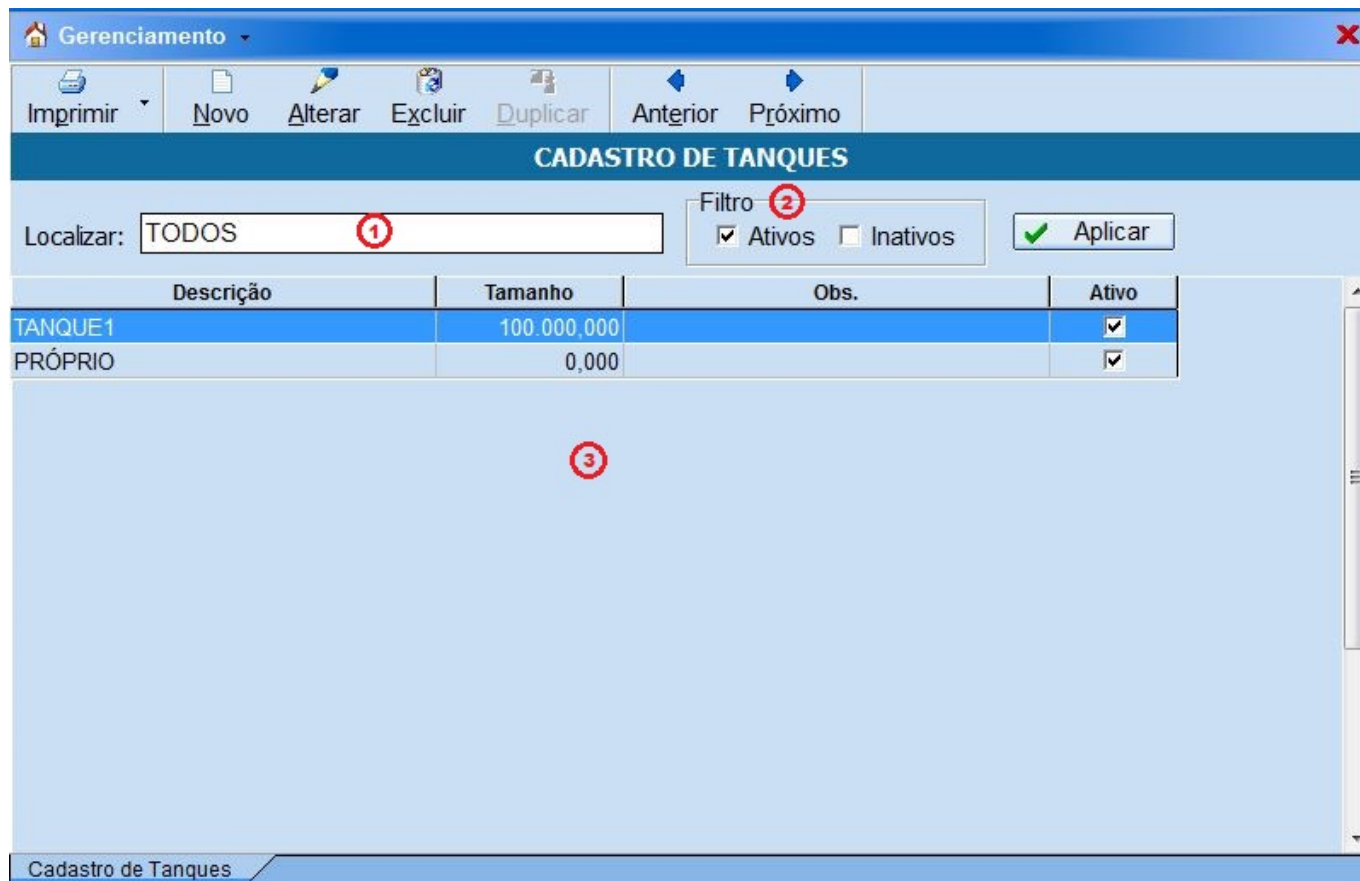 Gerenciamento
Imprimir Novo Alterar Excluir Duplicar Anterior Próximo
CADASTRO DE TANQUES
Filtro 2
Localizar: TODOS 1 Ativos Inativos Aplicar
Descrição Tamanho Obs. Ativo
TANQUE1 100.000,000
PRÓPRIO 0,000
3
Cadastro de Tanques